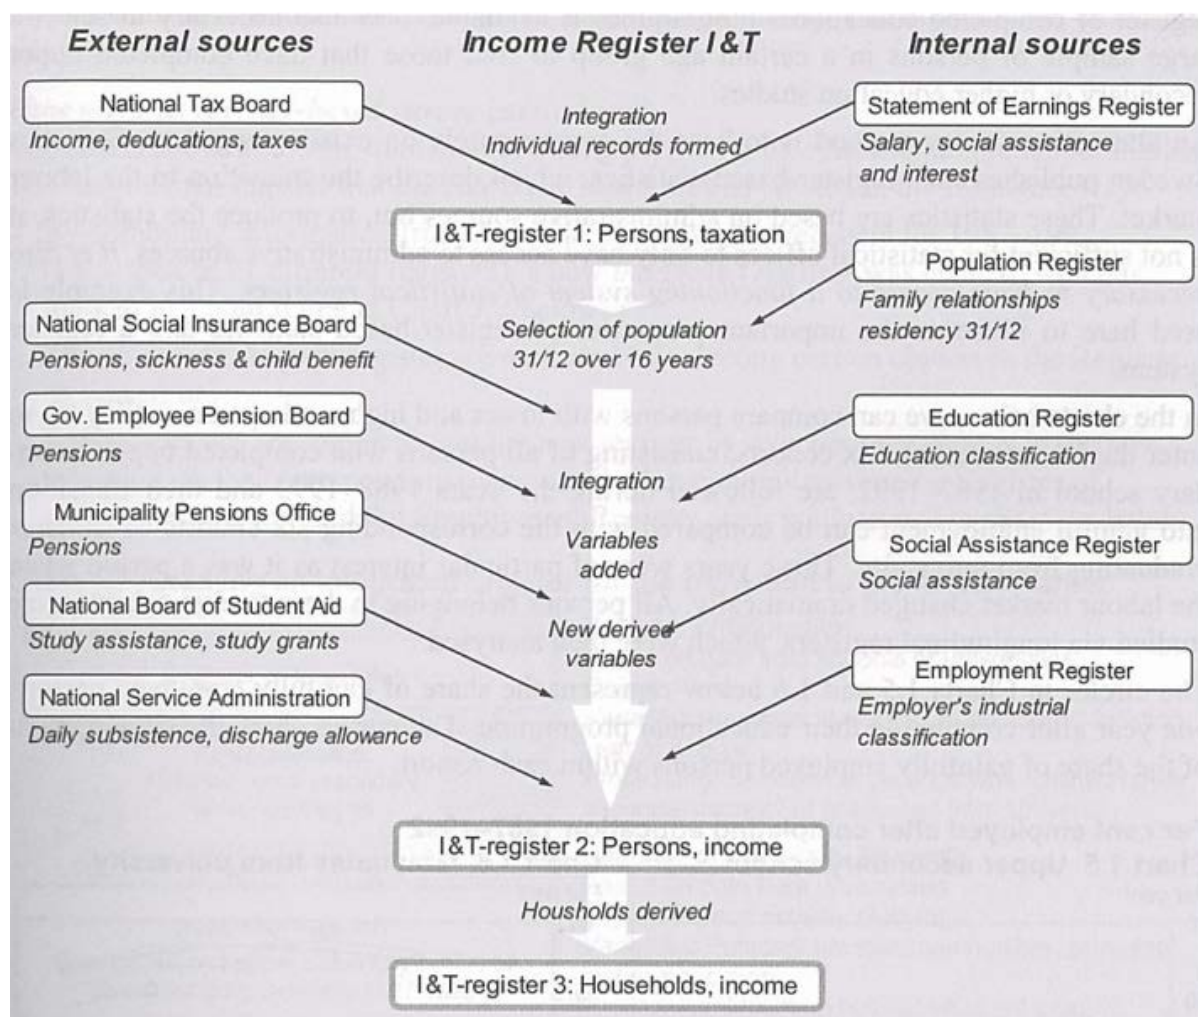 External sources
National Tax Board
Income, deducations, taxes
National Social Insurance Board
Pensions, sickness & child benefit
Gov. Employee Pension Board
Pensions
Municipality Pensions Office
Pensions
National Board of Student Aid
Study assistance, study grants
National Service Administration
Daily subsistence, discharge allowance
Income Register I&T
Integration
Individual records formed
I&T-register 1: Persons, taxation
Selection of population
31/12 over 16 years
Integration
Variables
added
New derived
variables
I&T-register 2: Persons, income
Housholds derived
I&T-register 3: Households, income
Internal sources
Statement of Earnings Register
Salary, social assistance
and interest
Population Register
Family relationships
residency 31/12
Education Register
Education classification
Social Assistance Register
Social assistance
Employment Register
Employer's industrial
classification